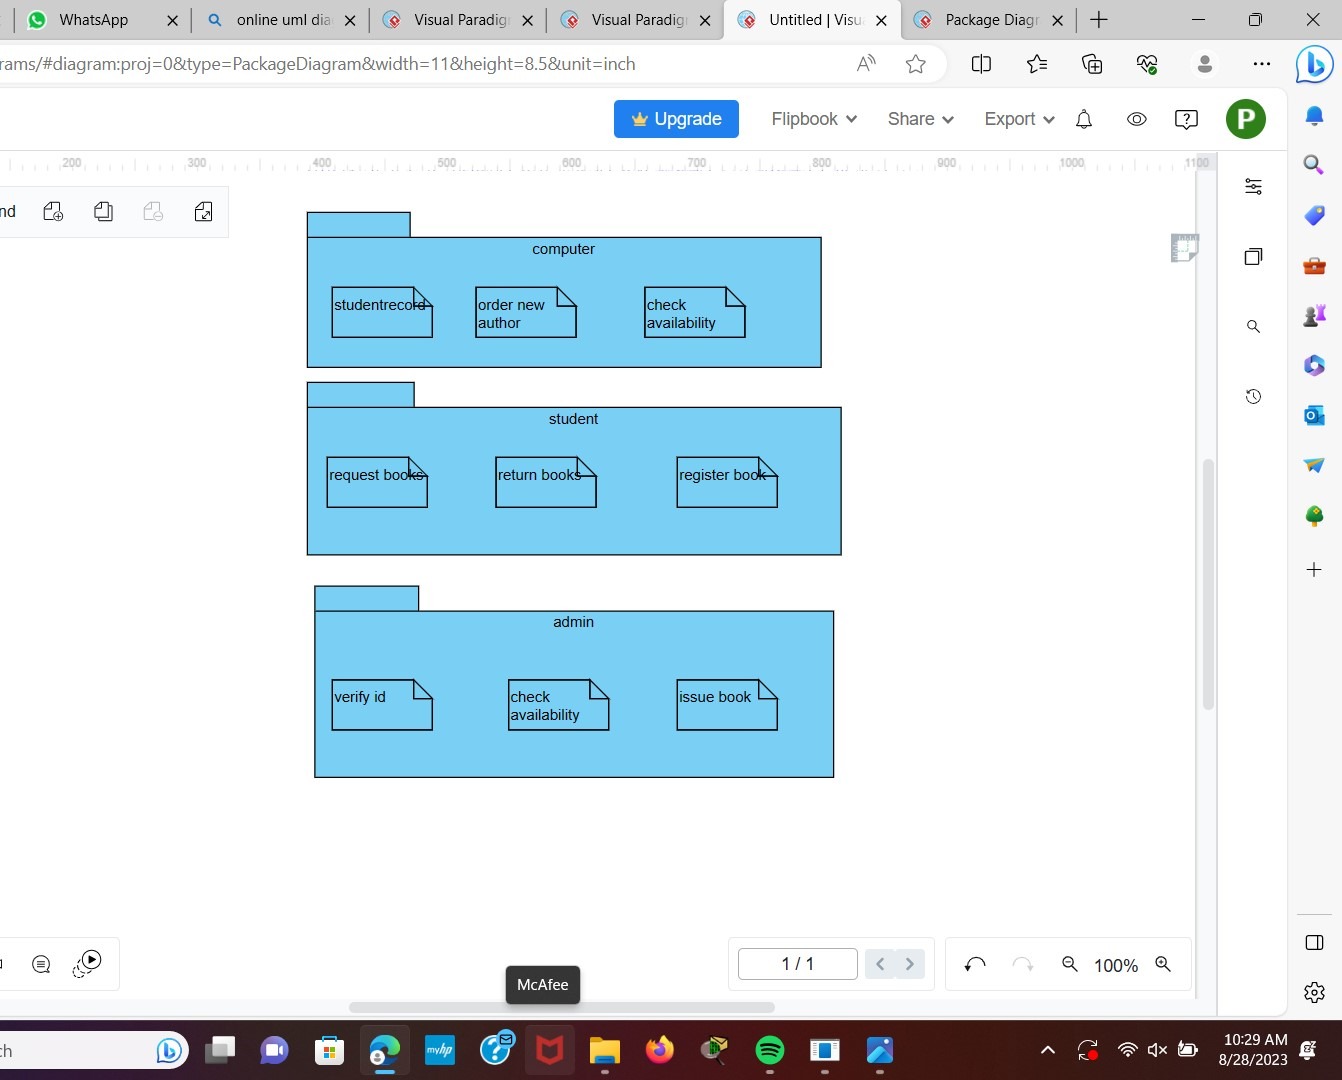 WhatsApp
online uml dia
Visual Paradig
Visual Paradig
Untitled | Visu
Package Diagr
rams/#diagram:proj=0&type=PackageDiagram&width=11&height=8.5&unit=inch
Upgrade
Flipbook
Share
Export
P
200 300 400 500 600 700 800 900 1000 1100
nd
computer
studentrecord
order new
author
check
availability
student
request books
return books
register book
admin
verify id
check
availability
issue book
1 / 1
100%
McAfee
ch
myhp
10:29 AM
8/28/2023